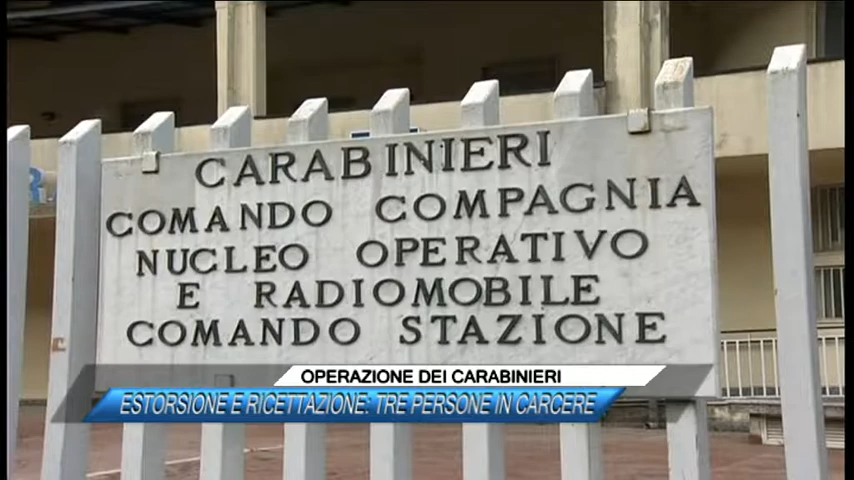 CARABINIERI
COMANDO COMPAGNIA
NUCLEO OPERATIVO
E RADIOMOBILE
COMANDO STAZIONE
OPERAZIONE DEI CARABINIERI
ESTORSIONE E RICETTAZIONE: TRE PERSONE IN CARCERE